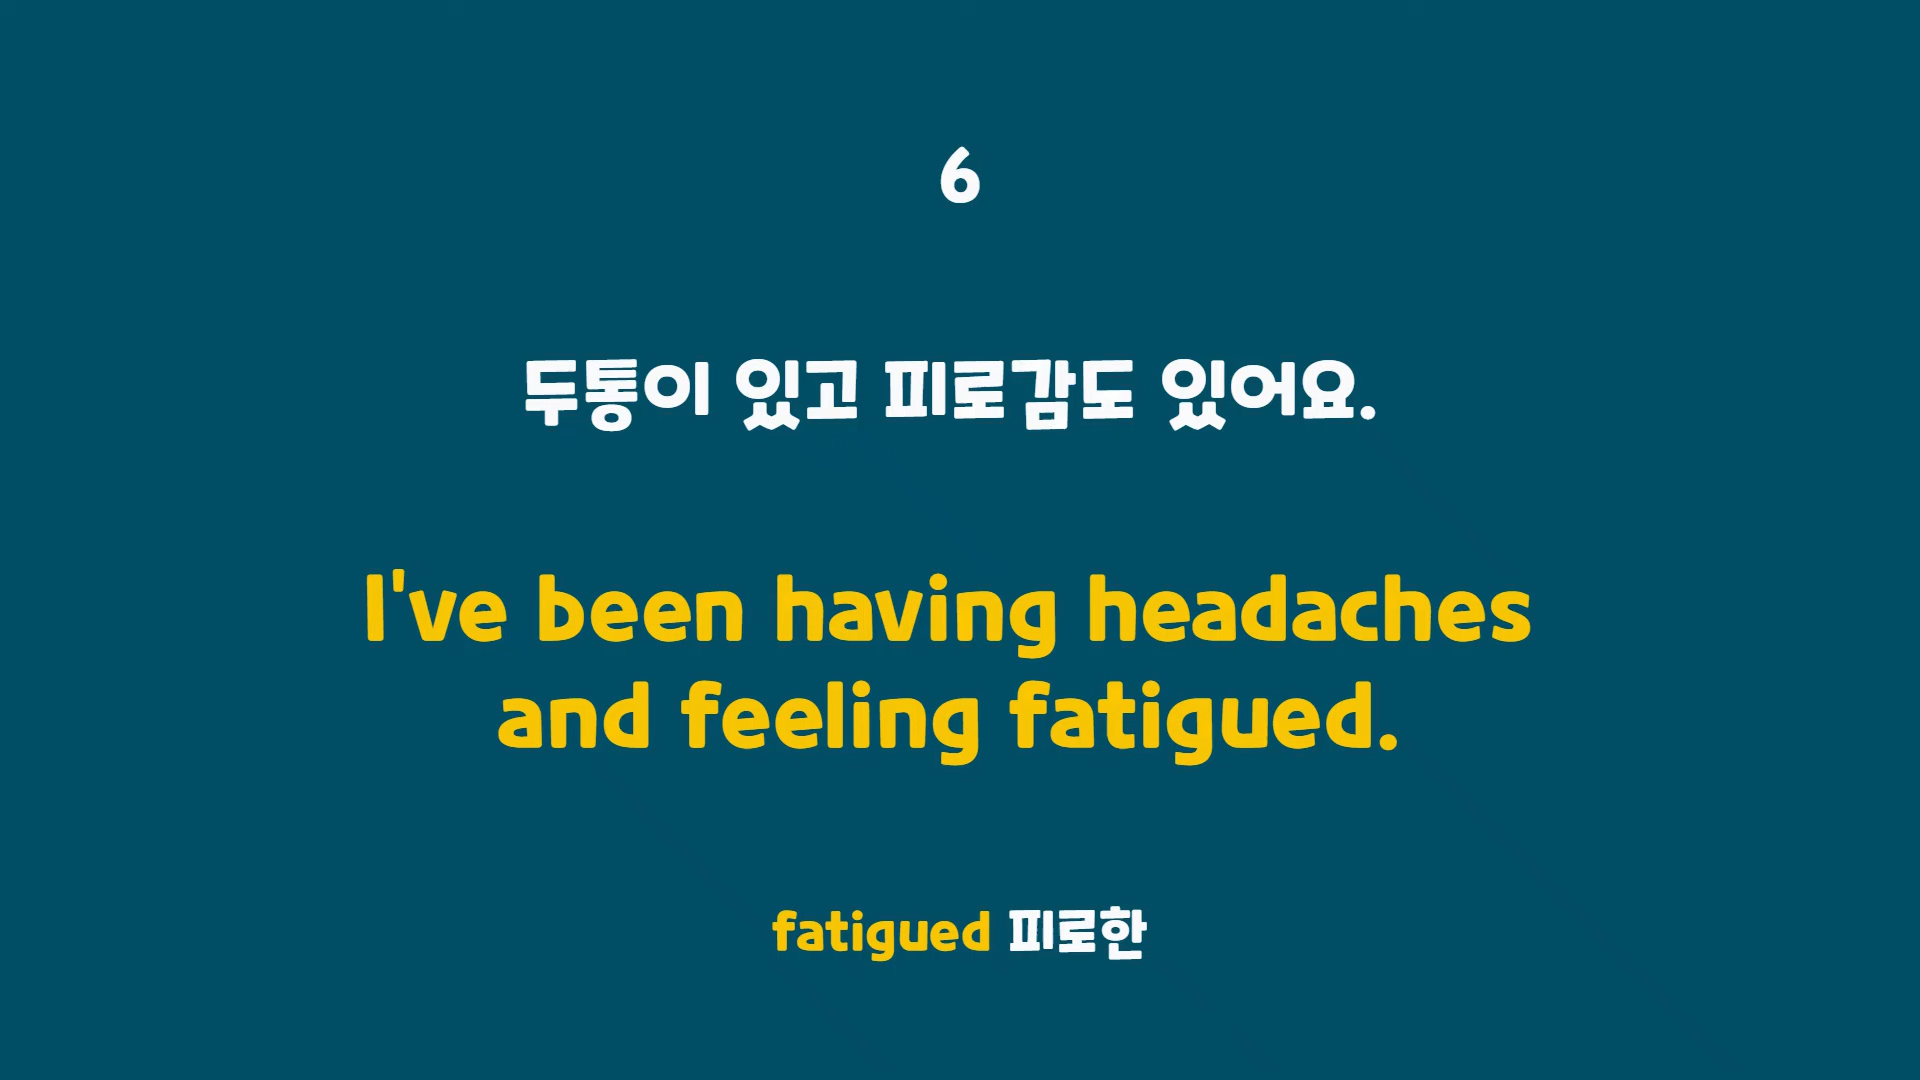 6
두통이 있고 피로감도 있어요.
I've been having headaches
and feeling fatigued.
fatigued 피로한